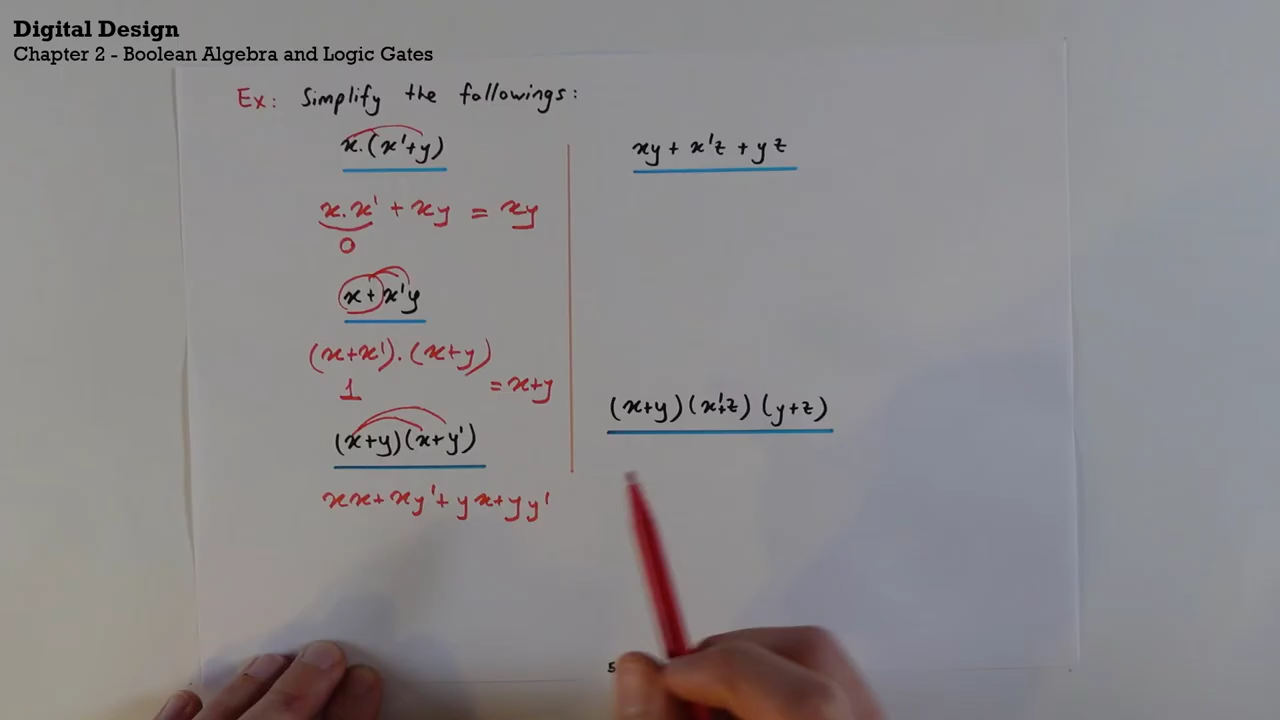 Digital Design
Chapter 2 - Boolean Algebra and Logic Gates
Ex: Simplify the followings:
x.(x'+y)
x.x' + xy = xy
0
x+x'y
(x+x').(x+y)
1
=x+y
(x+y)(x+y')
xx+xy'+yx+yy'
xy + x'z + yz
(x+y)(x'+z)(y+z)
5